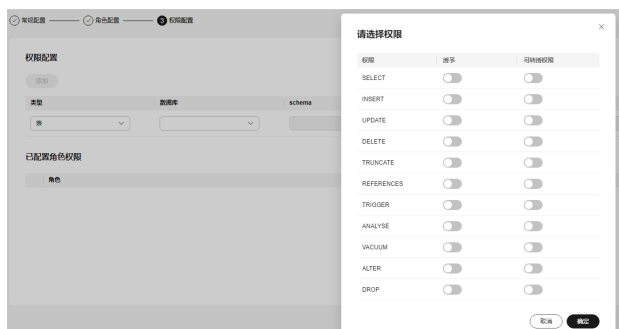 常规配置 角色配置 3 权限配置
权限配置
添加
类型 数据库 schema
表
已配置角色权限
角色
请选择权限
权限 授予 可转授权限
SELECT
INSERT
UPDATE
DELETE
TRUNCATE
REFERENCES
TRIGGER
ANALYSE
VACUUM
ALTER
DROP
取消 确定